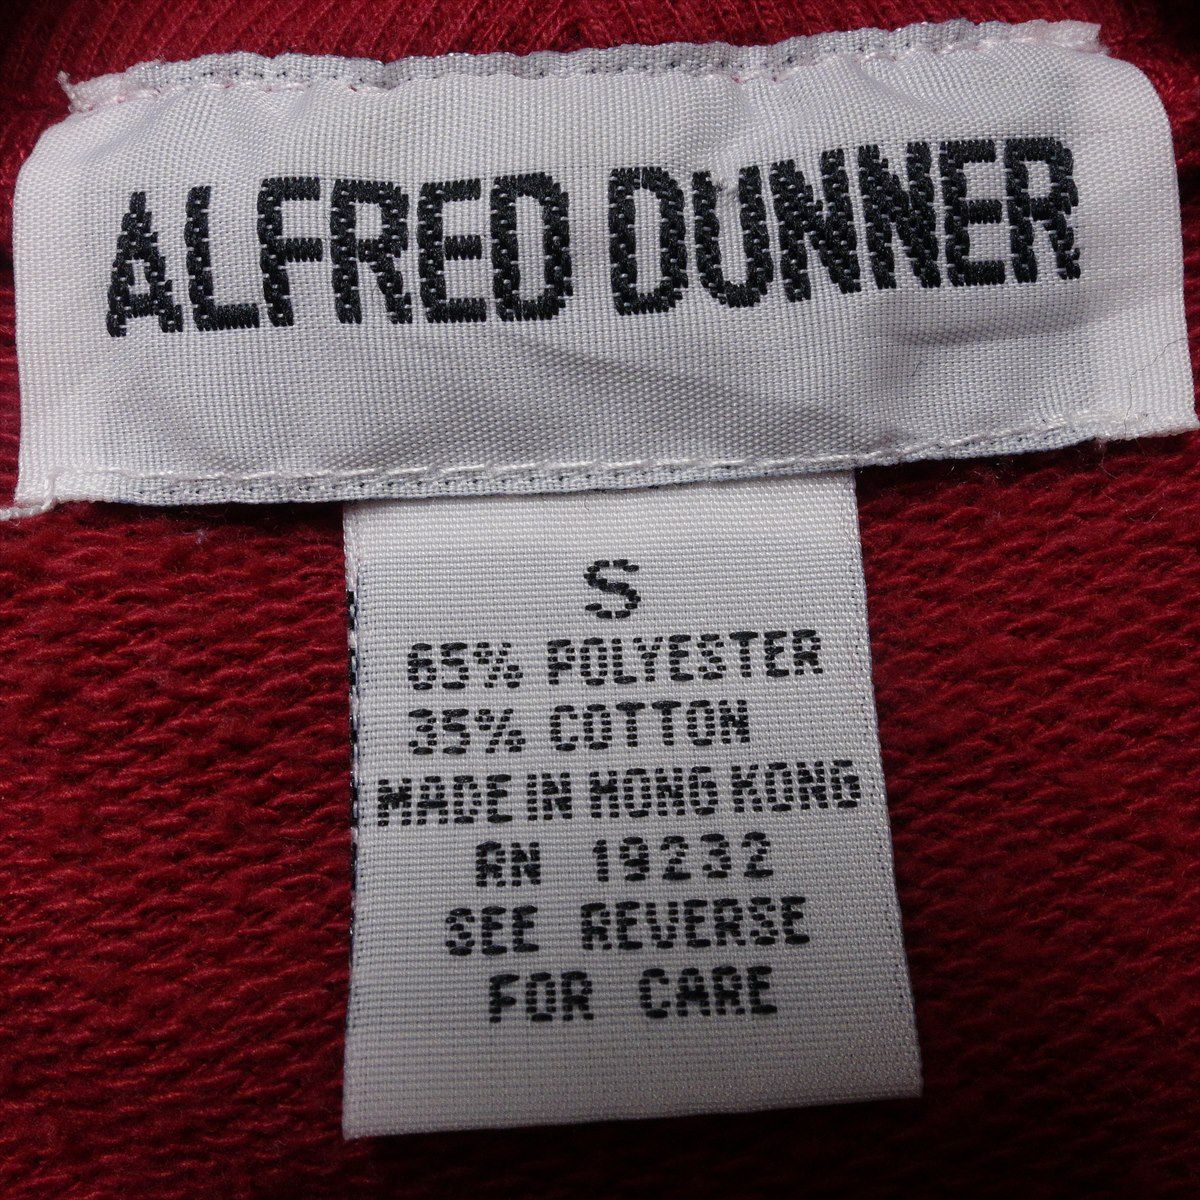 ALFRED DUNNER
S
65% POLYESTER
35% COTTON
MADE IN HONG KONG
RN 19232
SEE REVERSE
FOR CARE